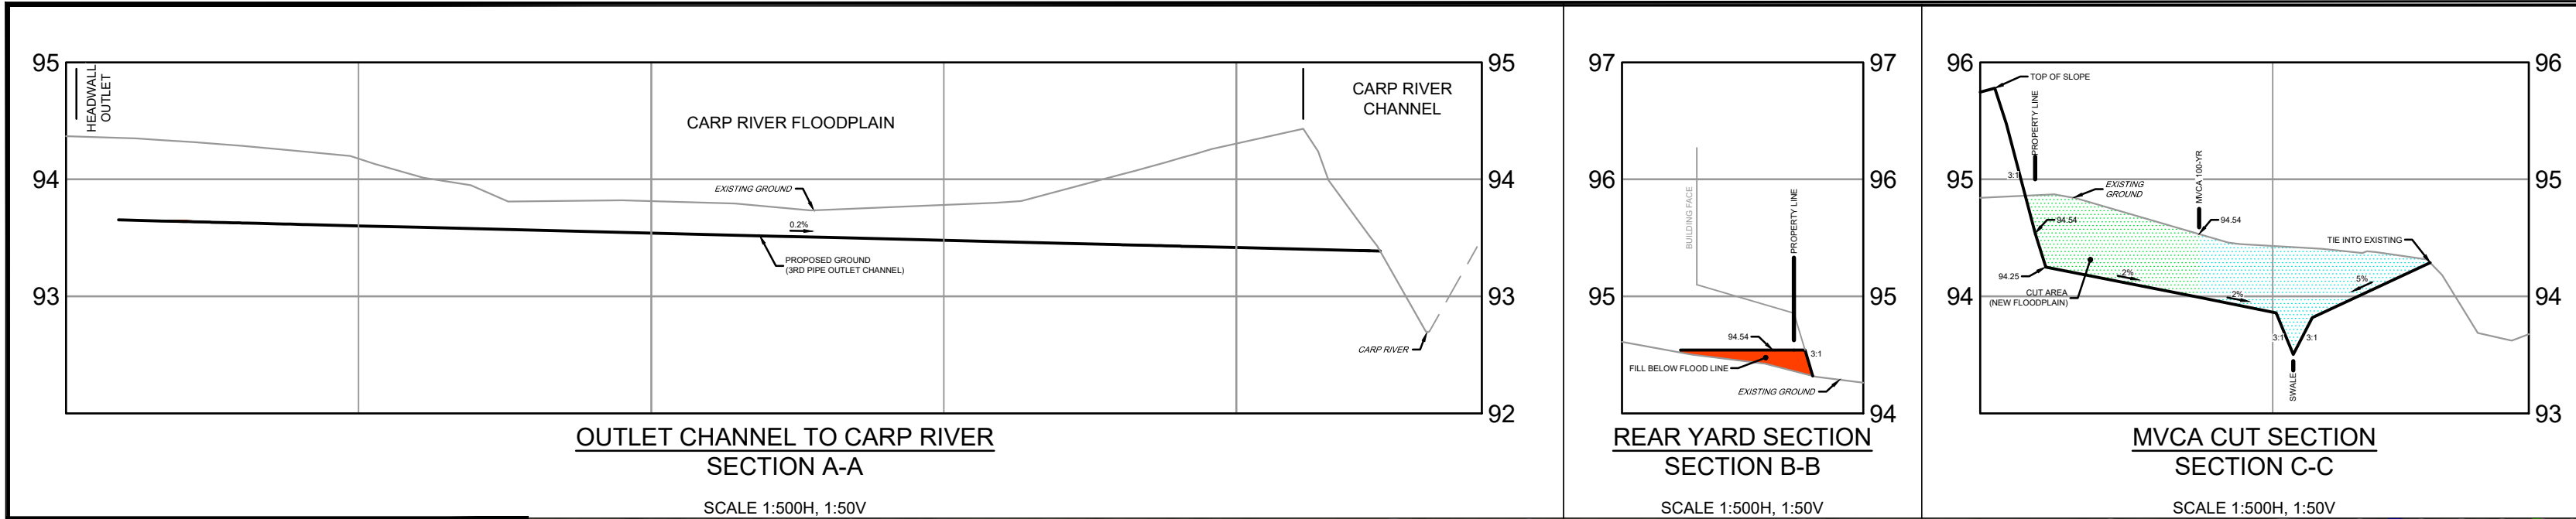 95
95
94
94
93
93
92
HEADWALL
OUTLET
CARP RIVER FLOODPLAIN
CARP RIVER
CHANNEL
EXISTING GROUND
0.2%
PROPOSED GROUND
(3RD PIPE OUTLET CHANNEL)
CARP RIVER
OUTLET CHANNEL TO CARP RIVER
SECTION A-A
SCALE 1:500H, 1:50V
97
97
96
96
95
95
94
BUILDING FACE
PROPERTY LINE
94.54
3:1
FILL BELOW FLOOD LINE
EXISTING GROUND
REAR YARD SECTION
SECTION B-B
SCALE 1:500H, 1:50V
96
96
95
95
94
94
93
TOP OF SLOPE
PROPERTY LINE
3:1
EXISTING
GROUND
MVCA 100-YR
94.54
94.54
TIE INTO EXISTING
94.25
2%
5%
CUT AREA
(NEW FLOODPLAIN)
2%
3:1
3:1
SWALE
MVCA CUT SECTION
SECTION C-C
SCALE 1:500H, 1:50V